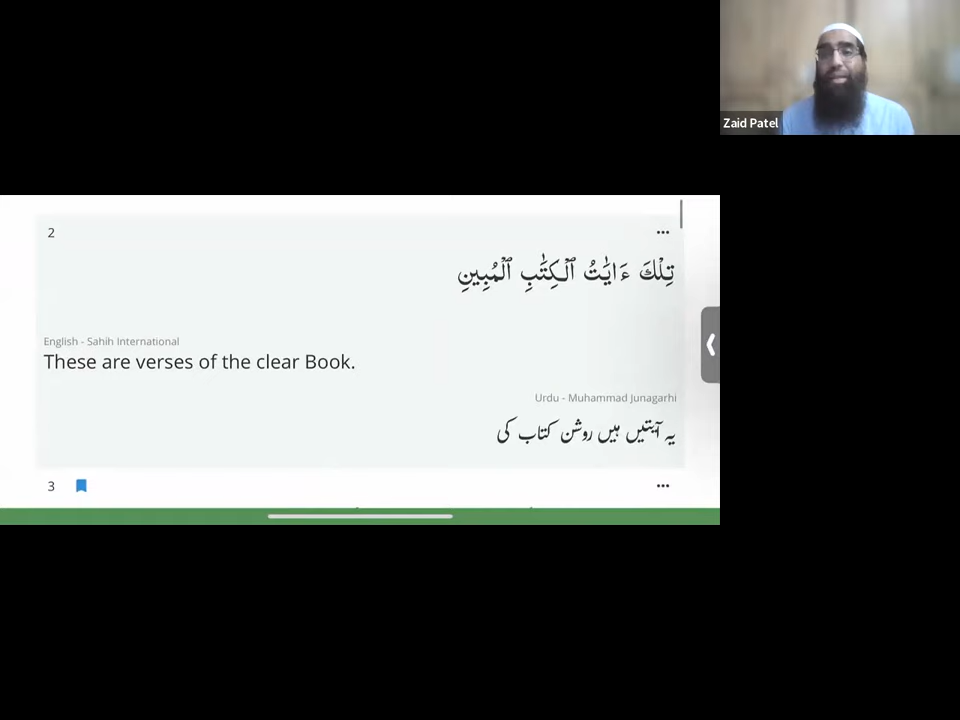 Zaid Patel
2
تِلْكَ ءَايَٰتُ ٱلْكِتَٰبِ ٱلْمُبِينِ
English - Sahih International
These are verses of the clear Book.
Urdu - Muhammad Junagarhi
یہ آیتیں ہیں روشن کتاب کی
3